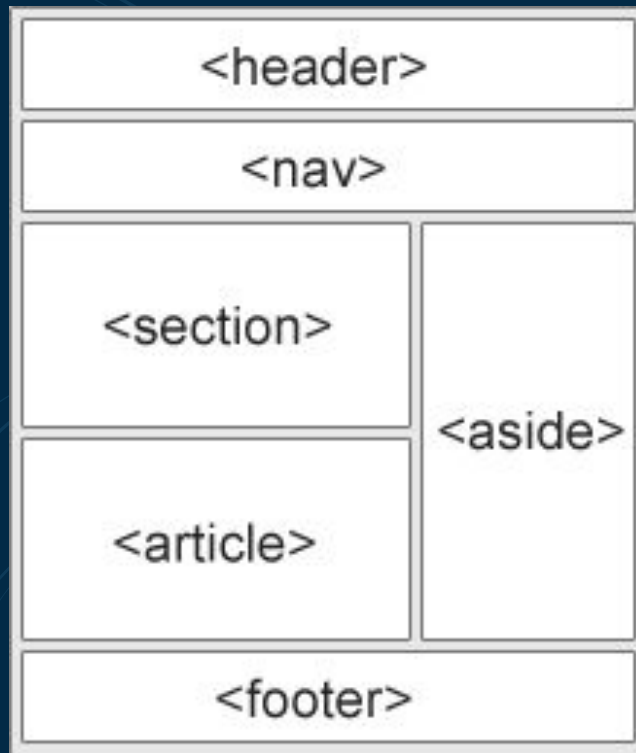 <header>
<nav>
<section>
<aside>
<article>
<footer>